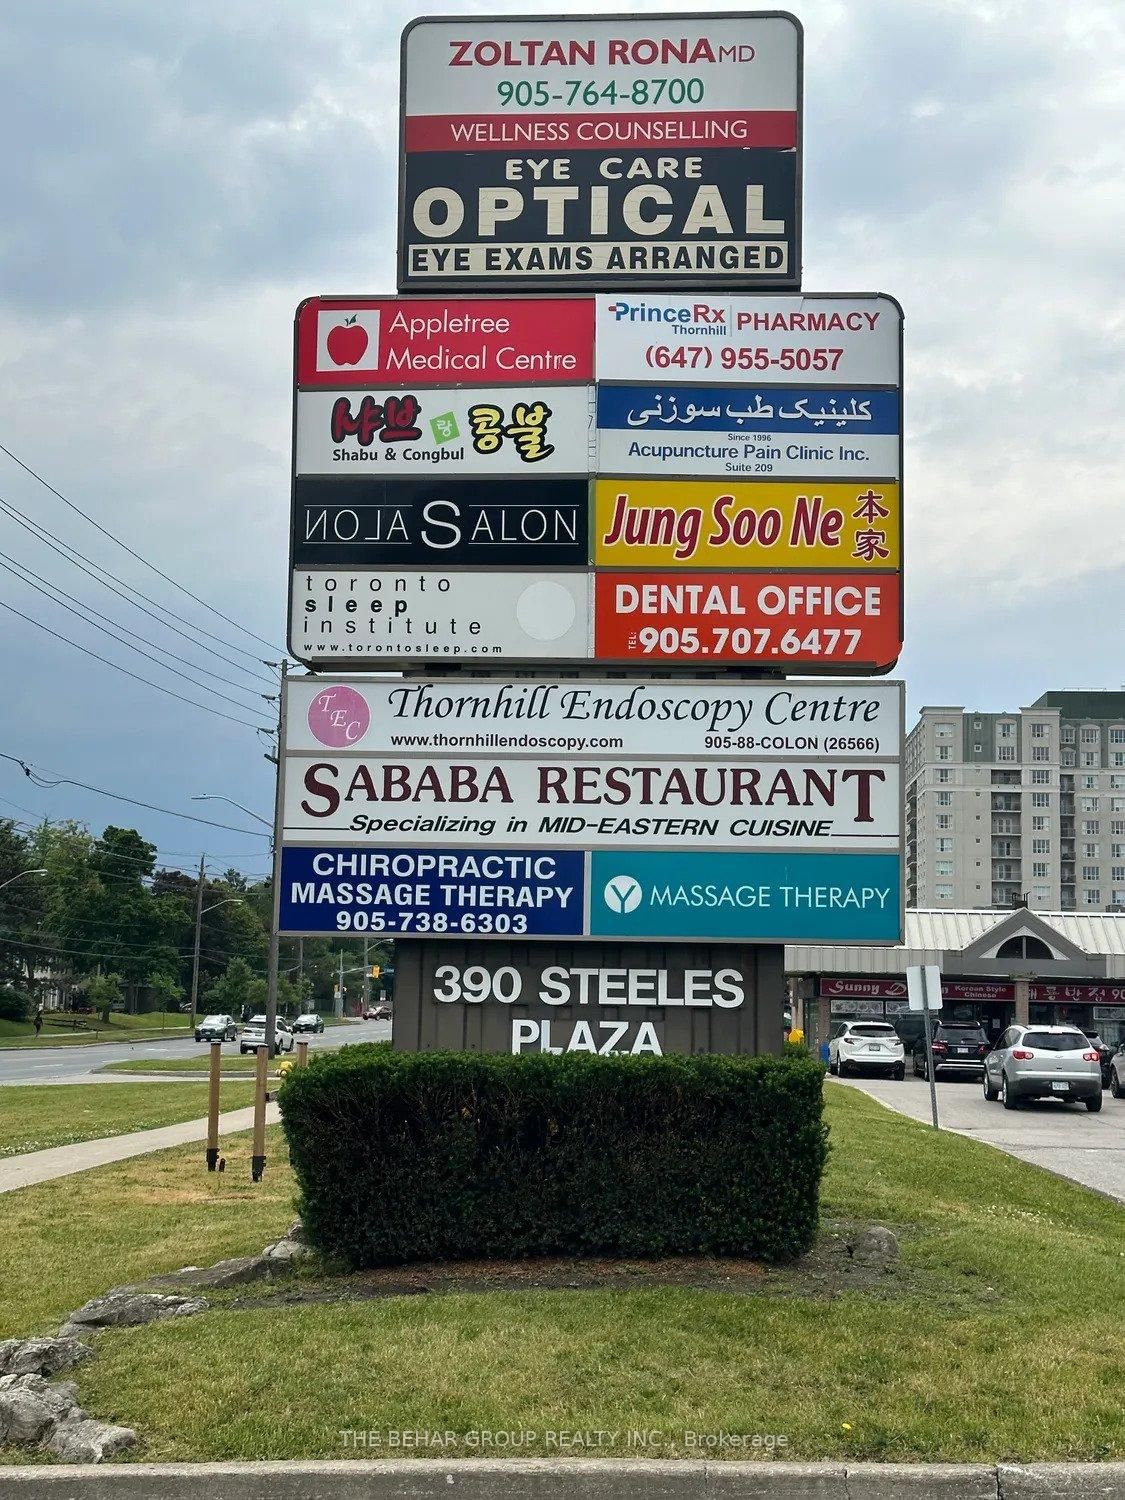 ZOLTAN RONA MD
905-764-8700
WELLNESS COUNSELLING
EYE CARE
OPTICAL
EYE EXAMS ARRANGED
Appletree
Medical Centre
PrinceRx
Thornhill
PHARMACY
(647) 955-5057
샤브 랑 콩불
Shabu & Congbul
کلینیک طب سوزنی
Since 1996
Acupuncture Pain Clinic Inc.
Suite 209
NOJA SALON
Jung Soo Ne 本家
toronto
sleep
institute
www.torontosleep.com
DENTAL OFFICE
TEL: 905.707.6477
TEC
Thornhill Endoscopy Centre
www.thornhillendoscopy.com 905-88-COLON (26566)
SABABA RESTAURANT
Specializing in MID-EASTERN CUISINE
CHIROPRACTIC
MASSAGE THERAPY
905-738-6303
Y MASSAGE THERAPY
390 STEELES
PLAZA
Sunny
Korean Style
Chinese
THE BEHAR GROUP REALTY INC., Brokerage